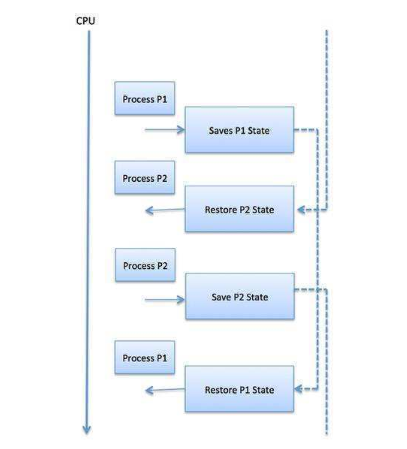 CPU
Process P1
Saves P1 State
Process P2
Restore P2 State
Process P2
Save P2 State
Process P1
Restore P1 State